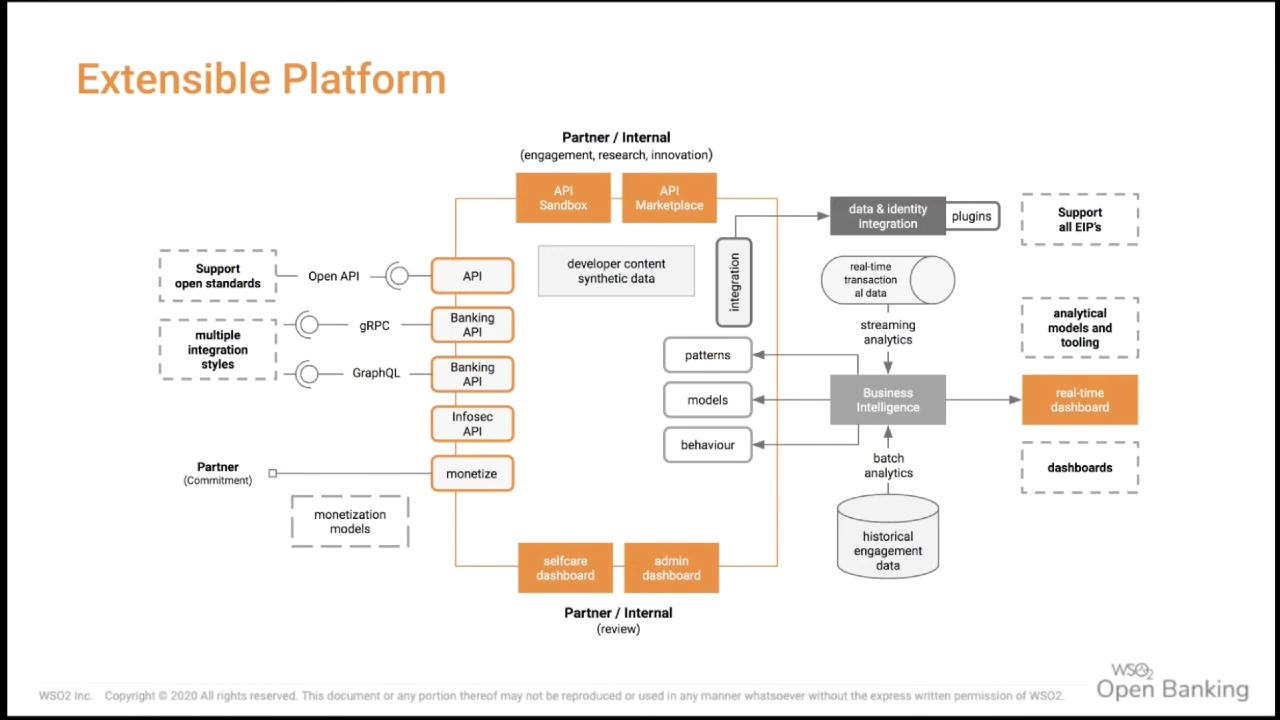 Extensible Platform
Partner / Internal
(engagement, research, innovation)
API
Sandbox
API
Marketplace
data & identity
integration
plugins
Support
all EIP's
developer content
synthetic data
integration
Support
open standards
Open API
API
real-time
transaction
al data
multiple
integration
styles
gRPC
Banking
API
streaming
analytics
analytical
models and
tooling
GraphQL
Banking
API
patterns
models
behaviour
Business
Intelligence
real-time
dashboard
Infosec
API
Partner
(Commitment)
monetize
batch
analytics
dashboards
monetization
models
historical
engagement
data
selfcare
dashboard
admin
dashboard
Partner / Internal
(review)
WSO2 Inc. Copyright © 2020 All rights reserved. This document or any portion thereof may not be reproduced or used in any manner whatsoever without the express written permission of WSO2.
WSO2
Open Banking